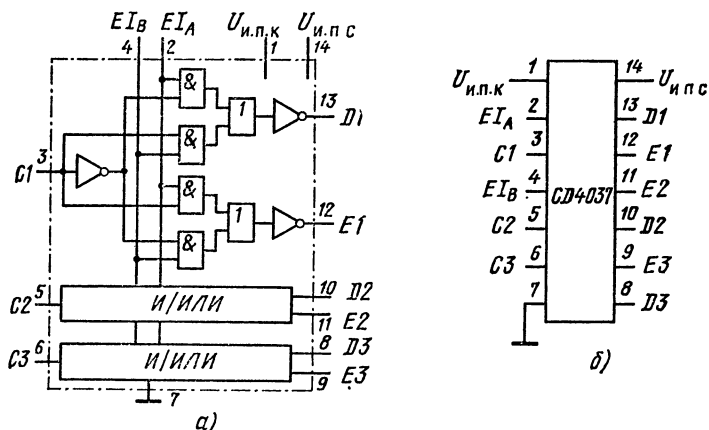 EI_B EI_A U_и.п.к U_и.п с
4 2 1 14
&
&
1
13
D1
3
C1
&
&
1
12
E1
5
C2
И/ИЛИ
10 D2
11 E2
6
C3
И/ИЛИ
8 D3
9 E3
7
а)
U_и.п.к 1 14 U_и п с
EI_A 2 13 D1
C1 3 12 E1
EI_B 4 CD4037 11 E2
C2 5 10 D2
C3 6 9 E3
7 8 D3
б)